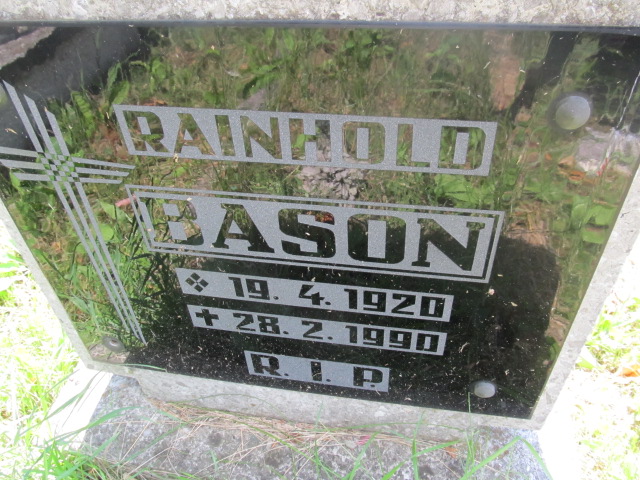 RAINHOLD
BASON
19. 4. 1920
28. 2. 1990
R. I. P.